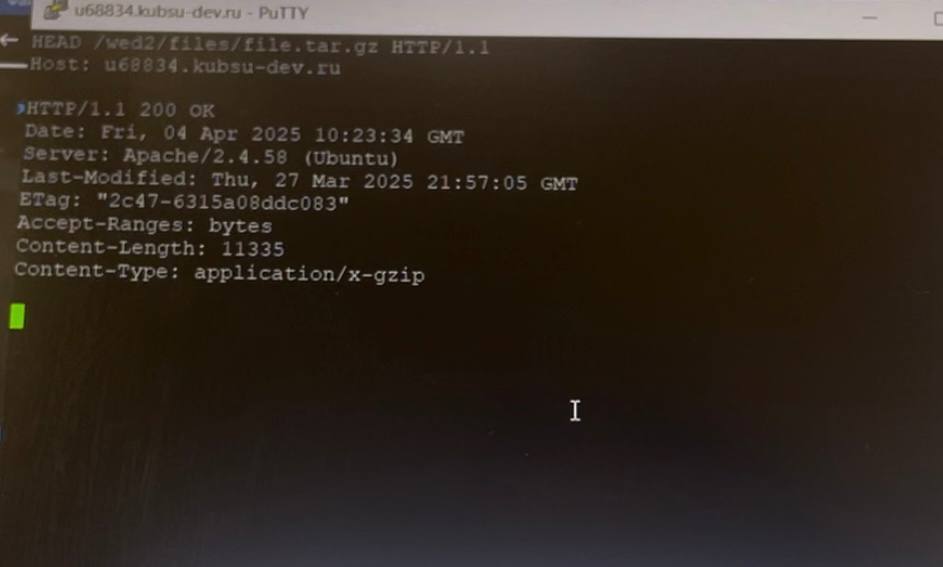 u68834.kubsu-dev.ru - PuTTY
HEAD /wed2/files/file.tar.gz HTTP/1.1
Host: u68834.kubsu-dev.ru
HTTP/1.1 200 OK
Date: Fri, 04 Apr 2025 10:23:34 GMT
Server: Apache/2.4.58 (Ubuntu)
Last-Modified: Thu, 27 Mar 2025 21:57:05 GMT
ETag: "2c47-6315a08ddc083"
Accept-Ranges: bytes
Content-Length: 11335
Content-Type: application/x-gzip